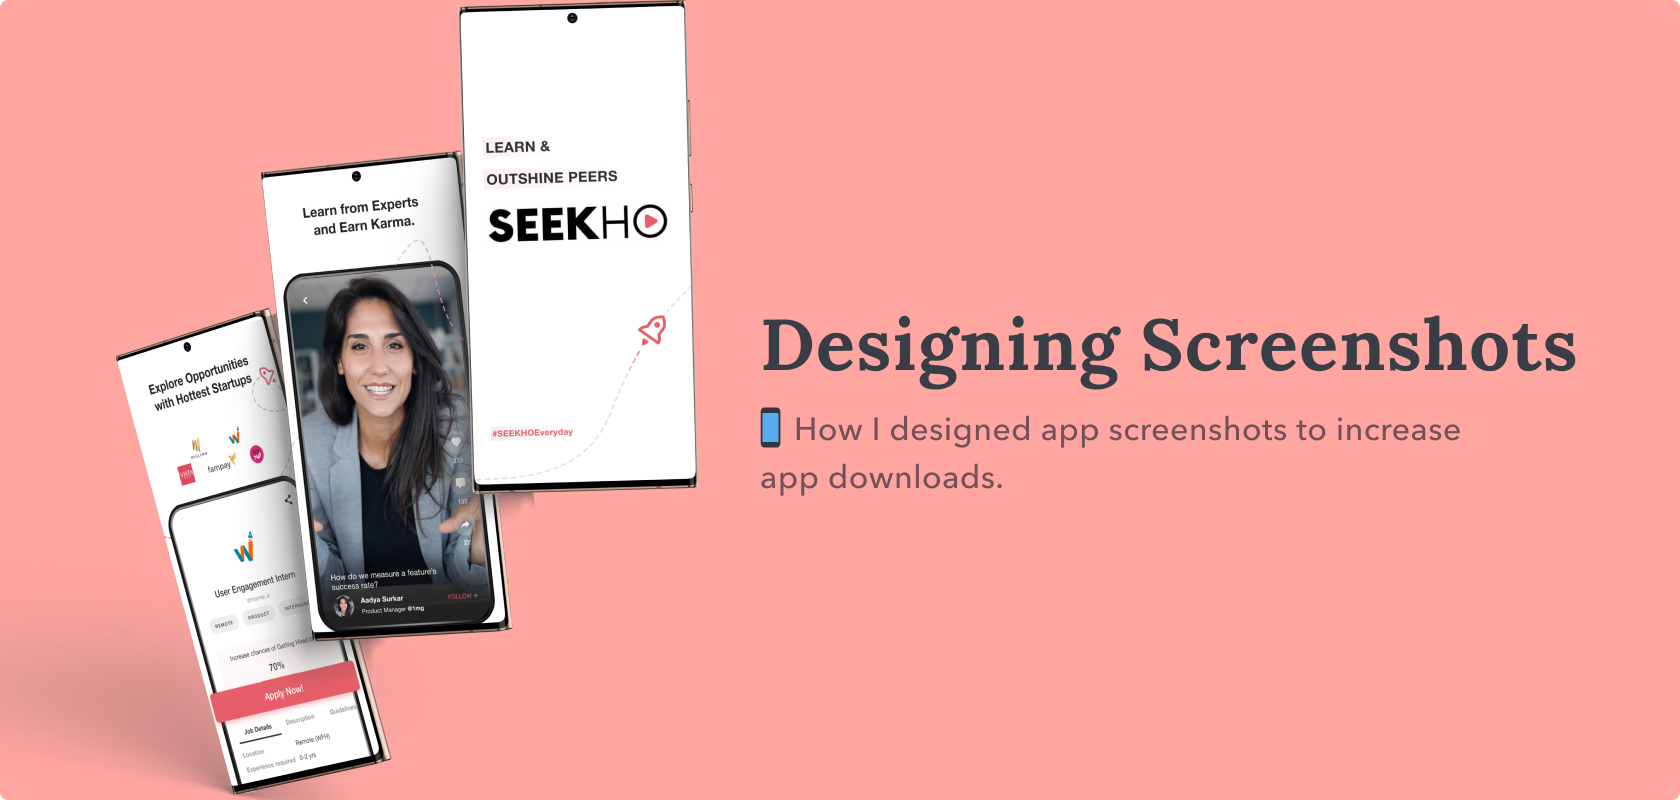 LEARN &
OUTSHINE PEERS
SEEKHO
#SEEKHOEveryday
Learn from Experts
and Earn Karma.
How do we measure a feature's
success rate?
Aadya Surkar
Product Manager @1mg
FOLLOW +
Explore Opportunities
with Hottest Startups
fampay
User Engagement Intern
REMOTE
PRODUCT
Increase chances of Getting Hired
70%
Apply Now!
Job Details
Description
Guidelines
Location
Remote (WFH)
Experience required
0-2 yrs
Designing Screenshots
How I designed app screenshots to increase
app downloads.